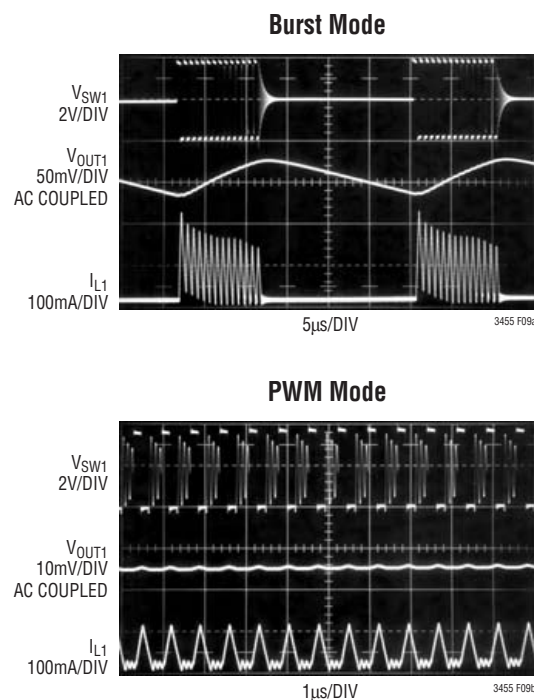 Burst Mode
VSW1
2V/DIV
VOUT1
50mV/DIV
AC COUPLED
IL1
100mA/DIV
5µs/DIV
3455 F09a
PWM Mode
VSW1
2V/DIV
VOUT1
10mV/DIV
AC COUPLED
IL1
100mA/DIV
1µs/DIV
3455 F09b